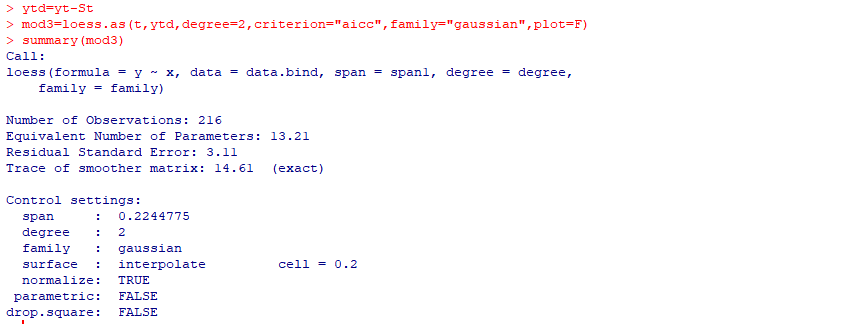 > ytd=yt-St
> mod3=loess.as(t,ytd,degree=2,criterion="aicc",family="gaussian",plot=F)
> summary(mod3)
Call:
loess(formula = y ~ x, data = data.bind, span = span1, degree = degree,
    family = family)

Number of Observations: 216
Equivalent Number of Parameters: 13.21
Residual Standard Error: 3.11
Trace of smoother matrix: 14.61  (exact)

Control settings:
  span     :  0.2244775
  degree   :  2
  family   :  gaussian
  surface  :  interpolate         cell = 0.2
  normalize:  TRUE
 parametric:  FALSE
drop.square:  FALSE